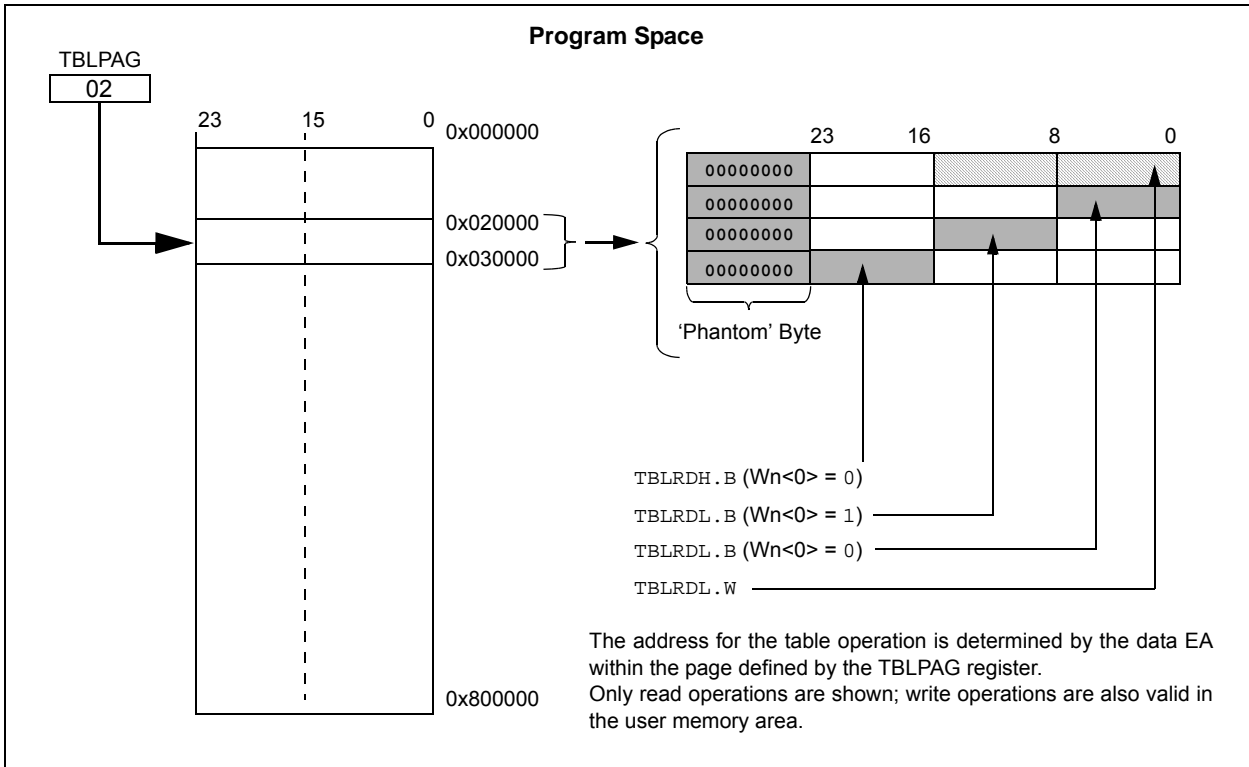 Program Space
TBLPAG
02
23 15 0
0x000000
0x020000
0x030000
0x800000
23 16 8 0
00000000
00000000
00000000
00000000
‘Phantom’ Byte
TBLRDH.B (Wn<0> = 0)
TBLRDL.B (Wn<0> = 1)
TBLRDL.B (Wn<0> = 0)
TBLRDL.W
The address for the table operation is determined by the data EA
within the page defined by the TBLPAG register.
Only read operations are shown; write operations are also valid in
the user memory area.